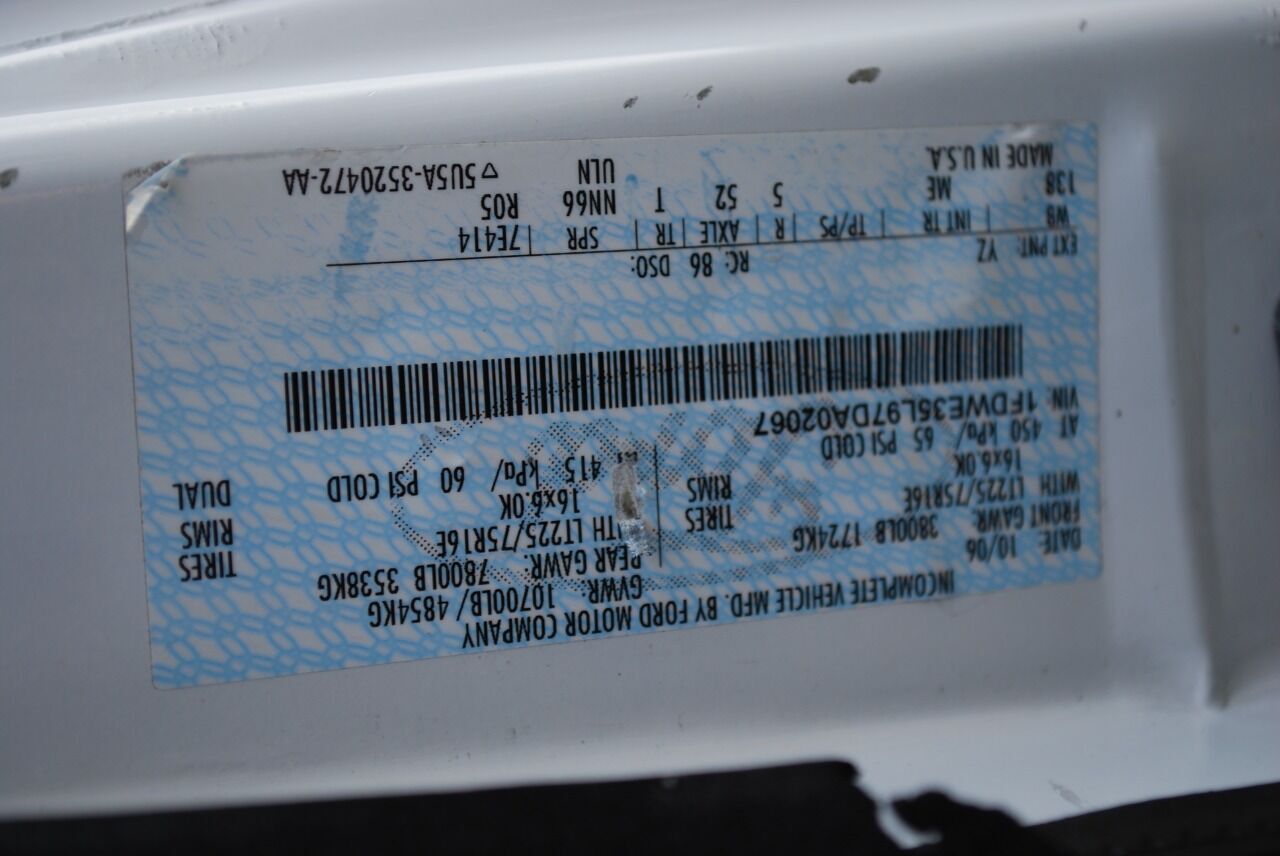 INCOMPLETE VEHICLE MFD. BY FORD MOTOR COMPANY
DATE: 10/06 GVWR: 10700LB/ 4854KG
FRONT GAWR: 3800LB 1724KG REAR GAWR: 7800LB 3538KG
WITH LT225/75R16E TIRES WITH LT225/75R16E TIRES
16x6.0K RIMS 16x6.0K RIMS
AT 450 kPa/ 65 PSI COLD 415 kPa/ 60 PSI COLD DUAL
VIN: 1FDWE35L97DA02067
EXT PNT: YZ RC: 86 DSO:
WB | INT TR | TP/PS | R | AXLE | TR | SPR | 7E414
138 ME 5 52 T NN66 R05
MADE IN U.S.A. ULN ▽5U5A-3520472-AA